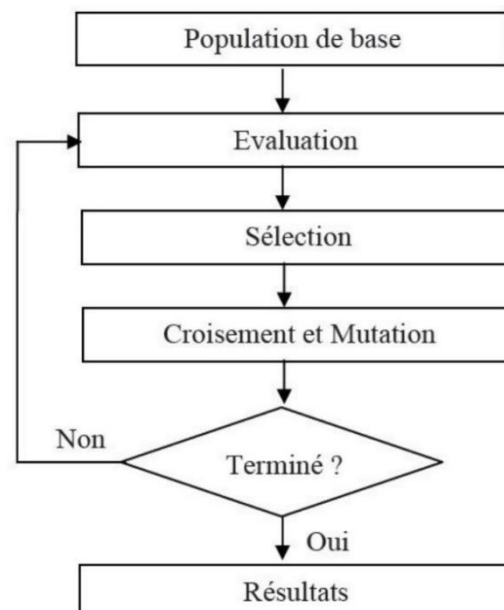 Population de base
Evaluation
Sélection
Croisement et Mutation
Non
Terminé ?
Oui
Résultats